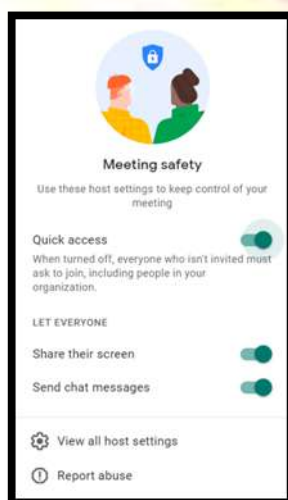 Meeting safety
Use these host settings to keep control of your
meeting
Quick access
When turned off, everyone who isn't invited must
ask to join, including people in your
organization.
LET EVERYONE
Share their screen
Send chat messages
View all host settings
Report abuse